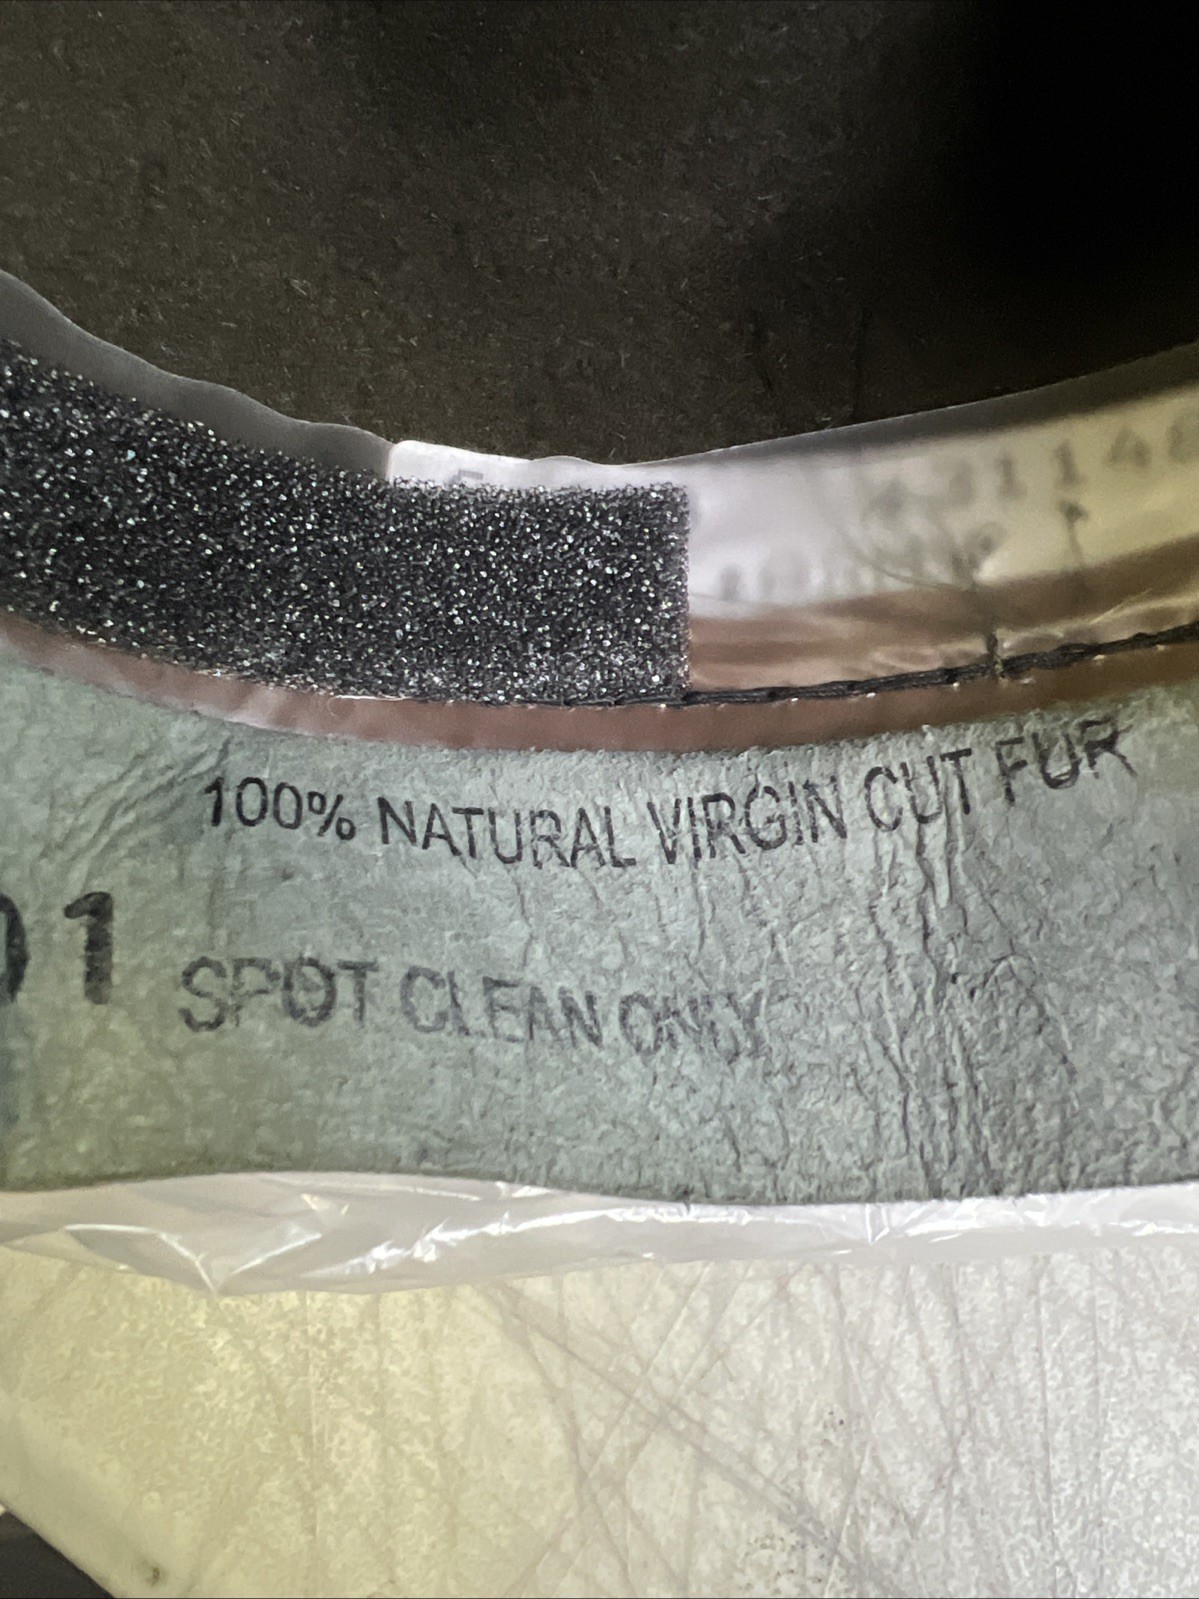 100% NATURAL VIRGIN CUT FUR
01
SPOT CLEAN ONLY